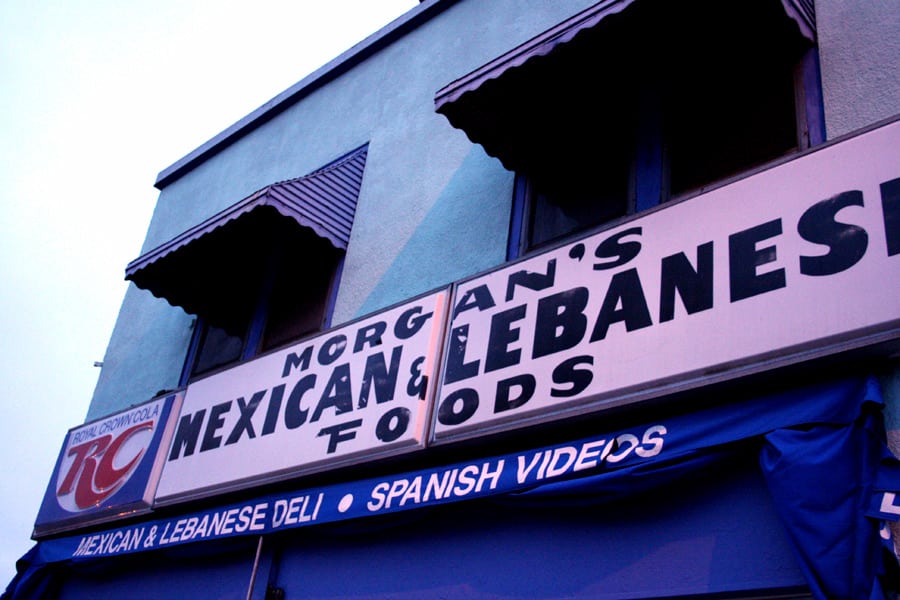 MORGAN'S
MEXICAN & LEBANESE
FOODS
ROYAL CROWN COLA
RC
MEXICAN & LEBANESE DELI • SPANISH VIDEOS